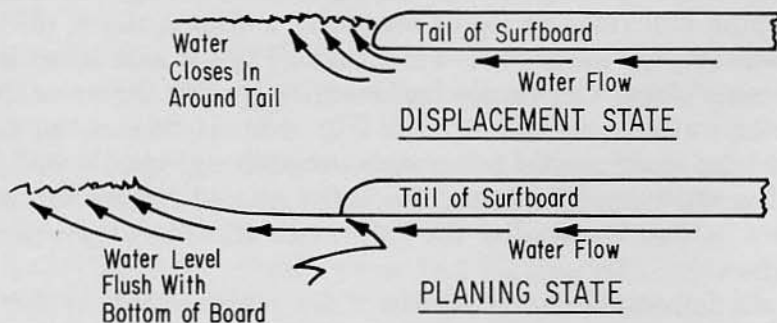 Tail of Surfboard
Water
Closes In
Around Tail
Water Flow
DISPLACEMENT STATE
Tail of Surfboard
Water Flow
Water Level
Flush With
Bottom of Board
PLANING STATE